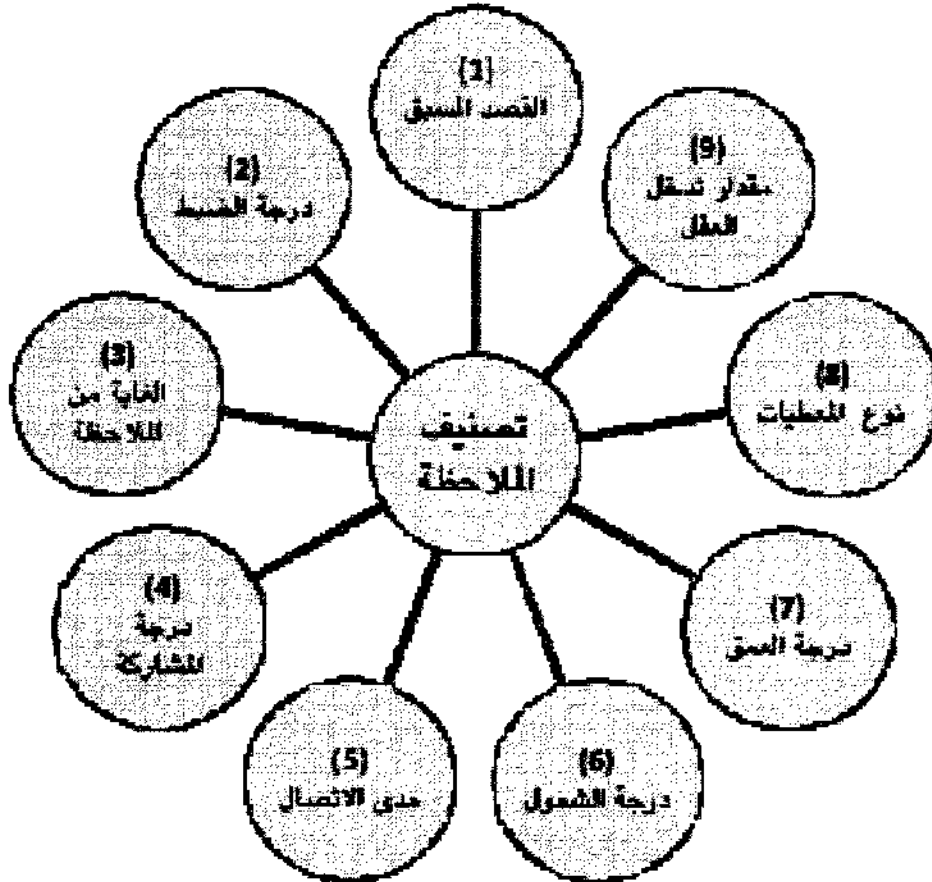 (1)
القصد المسبق
(2)
درجة الضبط
(3)
الغاية من
الملاحظة
(4)
درجة
المشاركة
(5)
مدى الاتصال
(6)
درجة الشمول
(7)
درجة العمق
(8)
نوع المعطيات
(9)
مقدار تدخل
العقل
تصنيف
الملاحظة